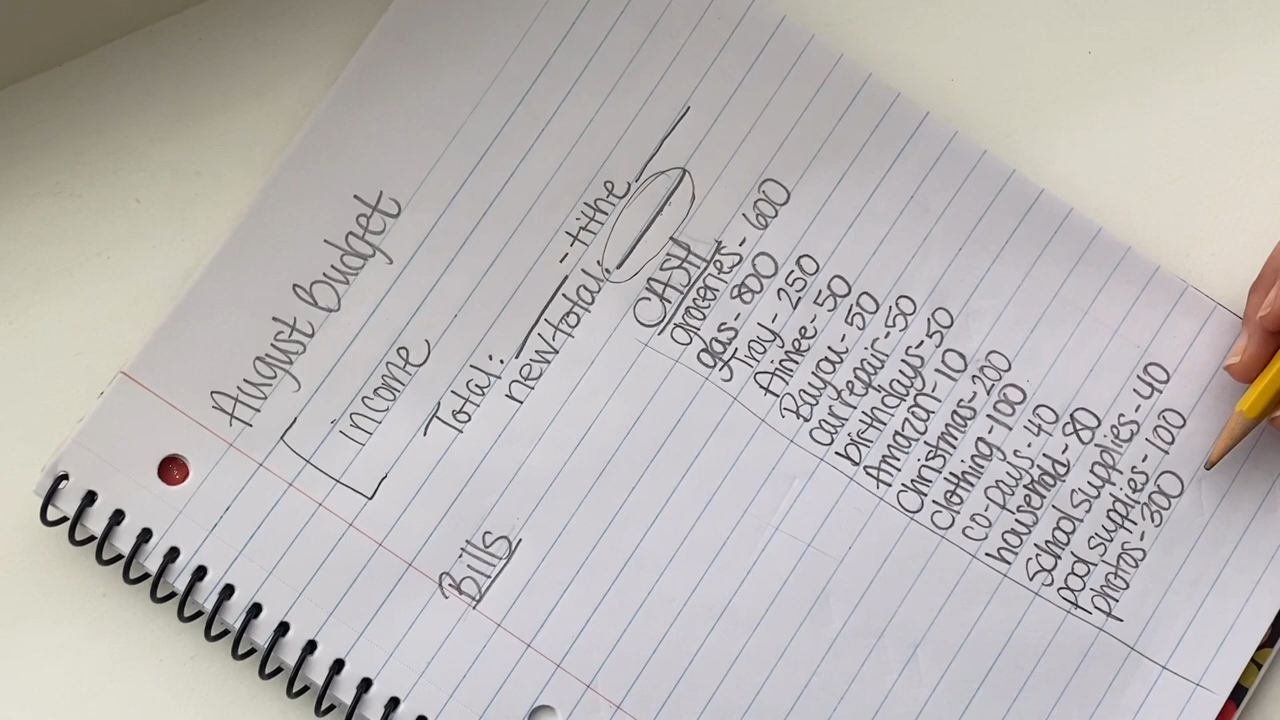 August Budget
income
Total:
- tithe
new total:
Bills
CASH
groceries - 600
gas - 800
Troy - 250
Aimee - 50
Bayou - 50
car repair - 50
birthdays - 50
Amazon - 10
Christmas - 200
clothing - 100
co-pays - 40
household - 80
school supplies - 40
pool supplies - 100
photos - 300